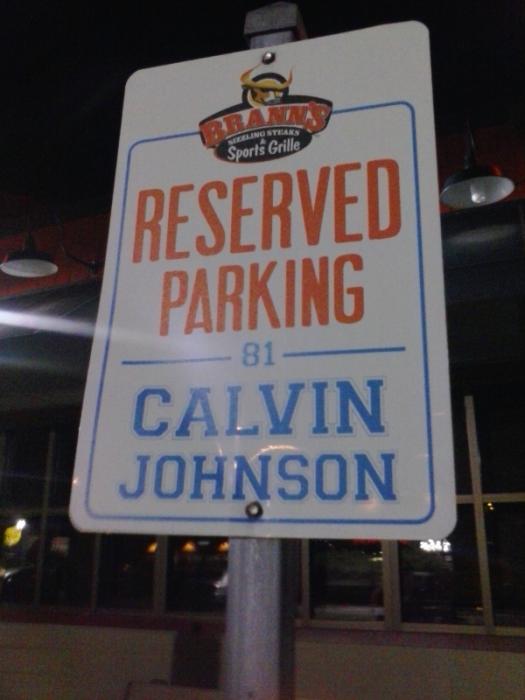 BRANN'S
SIZZLING STEAKS
&
Sports Grille
RESERVED
PARKING
81
CALVIN
JOHNSON